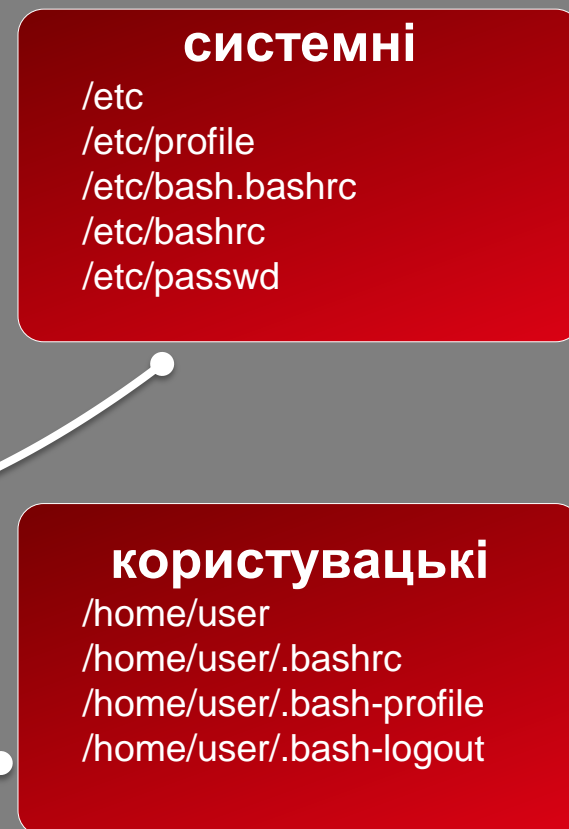 системні
/etc
/etc/profile
/etc/bash.bashrc
/etc/bashrc
/etc/passwd
користувацькі
/home/user
/home/user/.bashrc
/home/user/.bash-profile
/home/user/.bash-logout